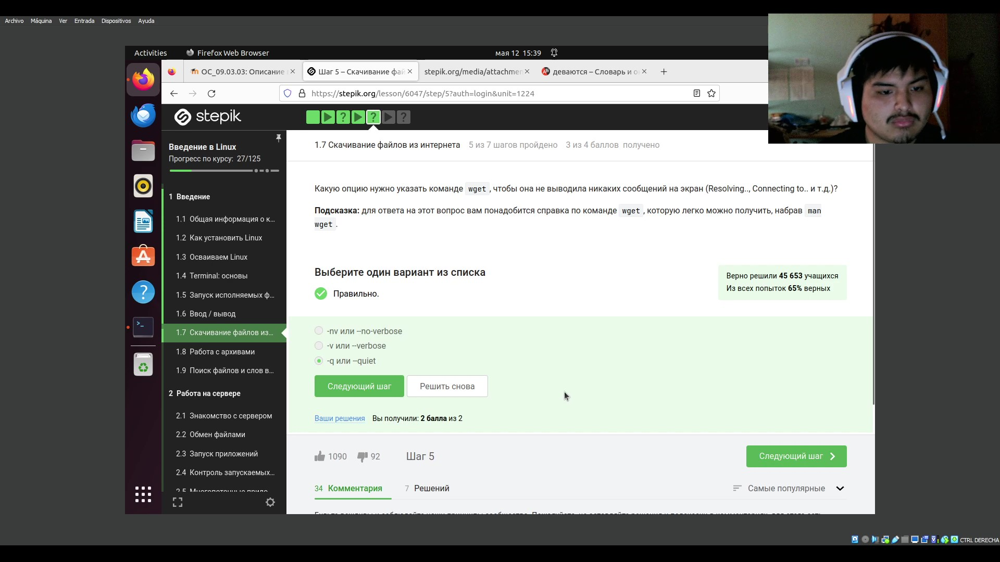 Archivo Máquina Ver Entrada Dispositivos Ayuda
Activities Firefox Web Browser мая 12 15:39
ОС_09.03.03: Описание
Шаг 5 – Скачивание фай
stepik.org/media/attachmen
деваются – Словарь и о
https://stepik.org/lesson/6047/step/5?auth=login&unit=1224
stepik
Введение в Linux
Прогресс по курсу: 27/125
1 Введение
1.1 Общая информация о к...
1.2 Как установить Linux
1.3 Осваиваем Linux
1.4 Terminal: основы
1.5 Запуск исполняемых ф...
1.6 Ввод / вывод
1.7 Скачивание файлов из...
1.8 Работа с архивами
1.9 Поиск файлов и слов в...
2 Работа на сервере
2.1 Знакомство с сервером
2.2 Обмен файлами
2.3 Запуск приложений
2.4 Контроль запускаемых...
1.7 Скачивание файлов из интернета 5 из 7 шагов пройдено 3 из 4 баллов получено
Какую опцию нужно указать команде wget, чтобы она не выводила никаких сообщений на экран (Resolving.., Connecting to.. и т.д.)?
Подсказка: для ответа на этот вопрос вам понадобится справка по команде wget, которую легко можно получить, набрав man
wget.
Выберите один вариант из списка
Правильно.
Верно решили 45 653 учащихся
Из всех попыток 65% верных
-nv или --no-verbose
-v или --verbose
-q или --quiet
Следующий шаг Решить снова
Ваши решения Вы получили: 2 балла из 2
1090 92 Шаг 5 Следующий шаг
34 Комментария 7 Решений Самые популярные
CTRL DERECHA